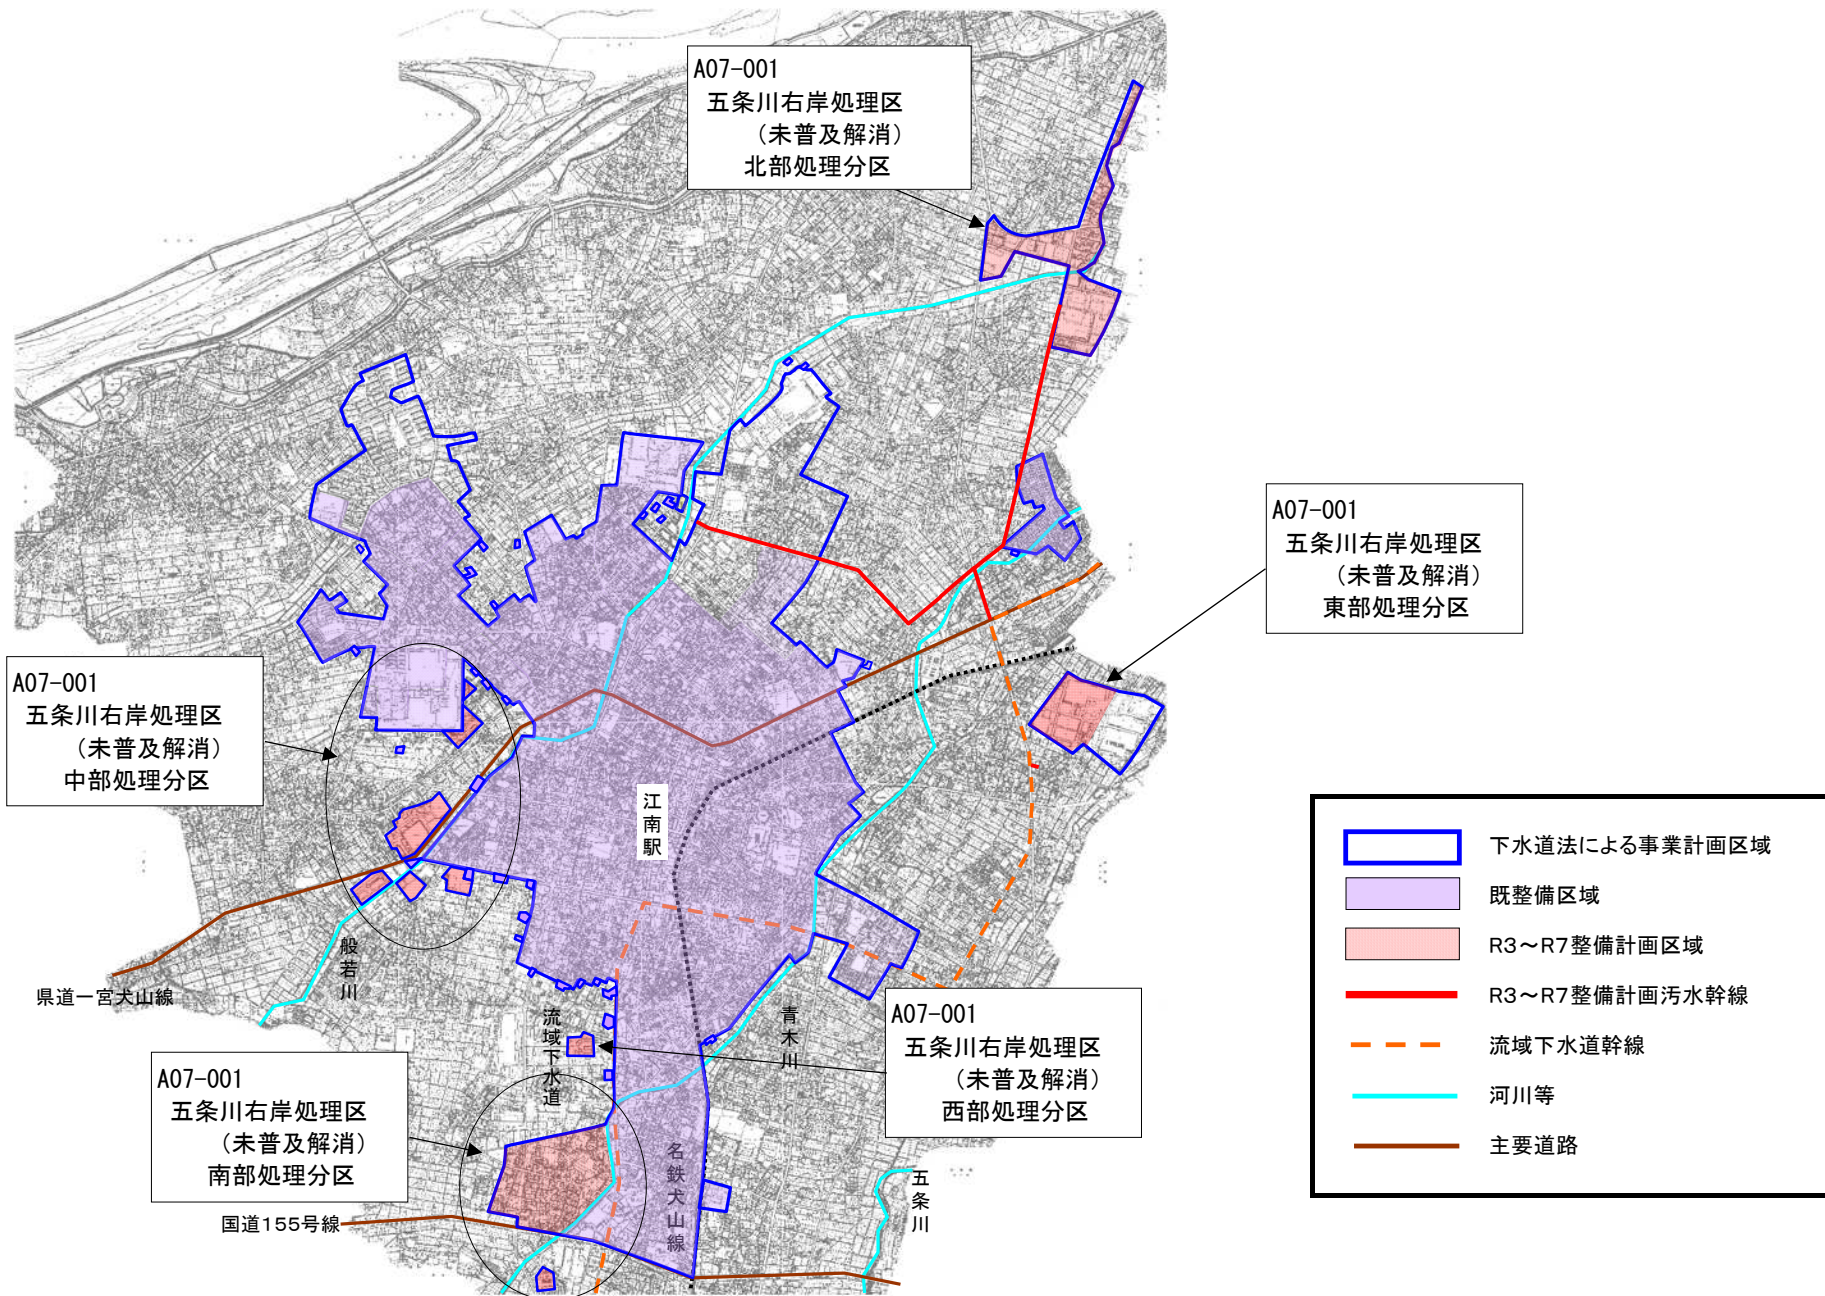 A07-001
五条川右岸処理区
（未普及解消）
北部処理分区
A07-001
五条川右岸処理区
（未普及解消）
東部処理分区
A07-001
五条川右岸処理区
（未普及解消）
中部処理分区
江南駅
般若川
県道一宮犬山線
流域下水道
青木川
A07-001
五条川右岸処理区
（未普及解消）
西部処理分区
A07-001
五条川右岸処理区
（未普及解消）
南部処理分区
名鉄犬山線
五条川
国道155号線
下水道法による事業計画区域
既整備区域
R3～R7整備計画区域
R3～R7整備計画汚水幹線
流域下水道幹線
河川等
主要道路